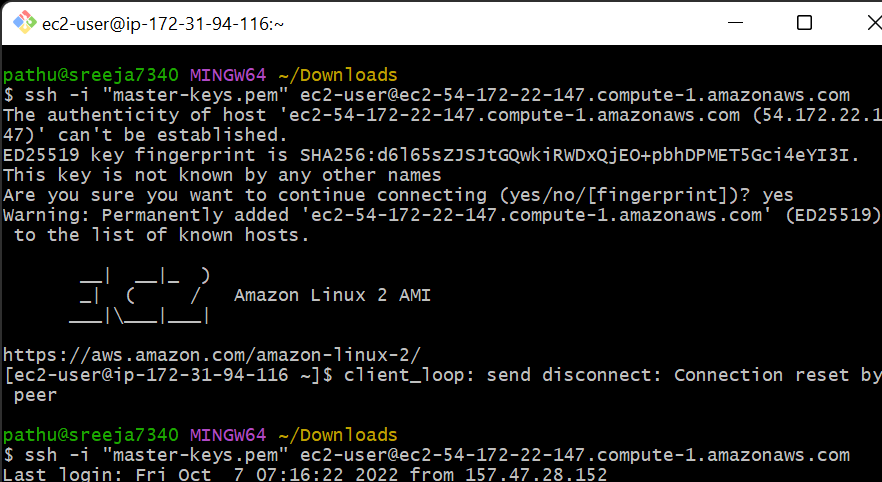 ec2-user@ip-172-31-94-116:~
pathu@sreeja7340 MINGW64 ~/Downloads
$ ssh -i "master-keys.pem" ec2-user@ec2-54-172-22-147.compute-1.amazonaws.com
The authenticity of host 'ec2-54-172-22-147.compute-1.amazonaws.com (54.172.22.1
47)' can't be established.
ED25519 key fingerprint is SHA256:d6l65sZJSJtGQwkiRWDxQjEO+pbhDPMET5Gci4eYI3I.
This key is not known by any other names
Are you sure you want to continue connecting (yes/no/[fingerprint])? yes
Warning: Permanently added 'ec2-54-172-22-147.compute-1.amazonaws.com' (ED25519)
 to the list of known hosts.
       __|  __|_  )
       _|  (     /   Amazon Linux 2 AMI
      ___|\___|___|
https://aws.amazon.com/amazon-linux-2/
[ec2-user@ip-172-31-94-116 ~]$ client_loop: send disconnect: Connection reset by
 peer
pathu@sreeja7340 MINGW64 ~/Downloads
$ ssh -i "master-keys.pem" ec2-user@ec2-54-172-22-147.compute-1.amazonaws.com
Last login: Fri Oct  7 07:16:22 2022 from 157.47.28.152